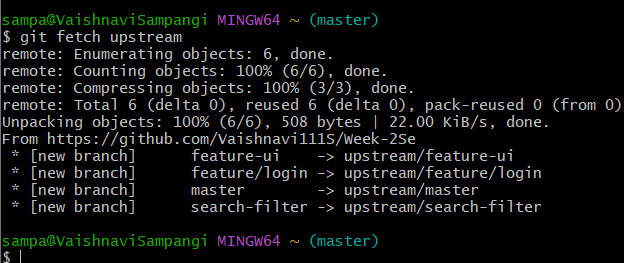 sampa@VaishnaviSampangi MINGW64 ~ (master)
$ git fetch upstream
remote: Enumerating objects: 6, done.
remote: Counting objects: 100% (6/6), done.
remote: Compressing objects: 100% (3/3), done.
remote: Total 6 (delta 0), reused 6 (delta 0), pack-reused 0 (from 0)
Unpacking objects: 100% (6/6), 508 bytes | 22.00 KiB/s, done.
From https://github.com/Vaishnavi111S/Week-2Se
 * [new branch]      feature-ui    -> upstream/feature-ui
 * [new branch]      feature/login -> upstream/feature/login
 * [new branch]      master        -> upstream/master
 * [new branch]      search-filter -> upstream/search-filter
sampa@VaishnaviSampangi MINGW64 ~ (master)
$